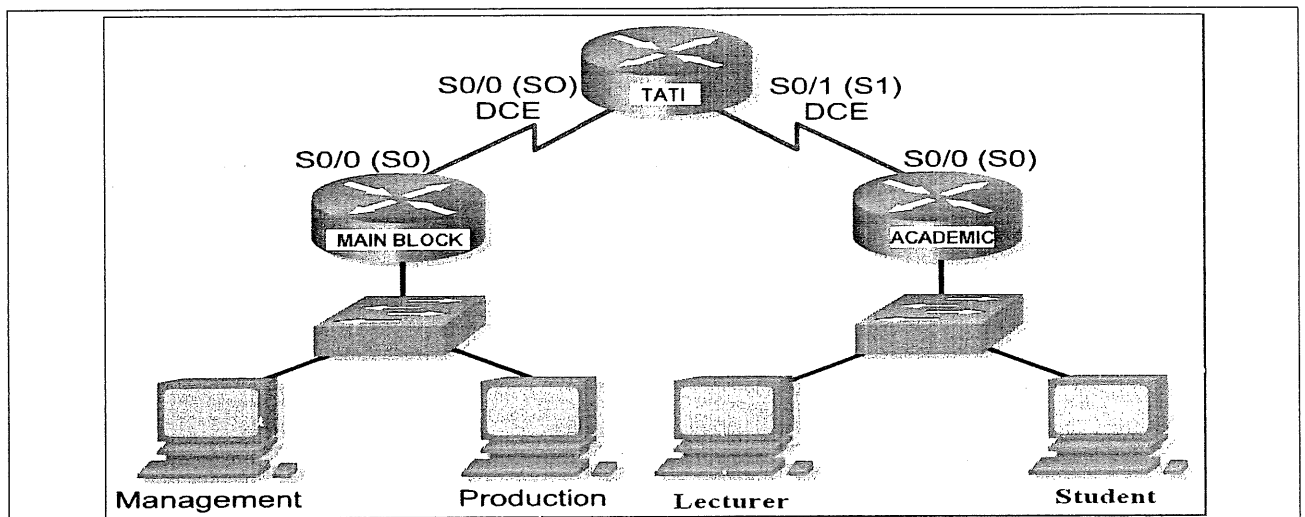 S0/0 (SO)
DCE
TATI
S0/1 (S1)
DCE
S0/0 (S0)
S0/0 (S0)
MAIN BLOCK
ACADEMIC
Management
Production
Lecturer
Student